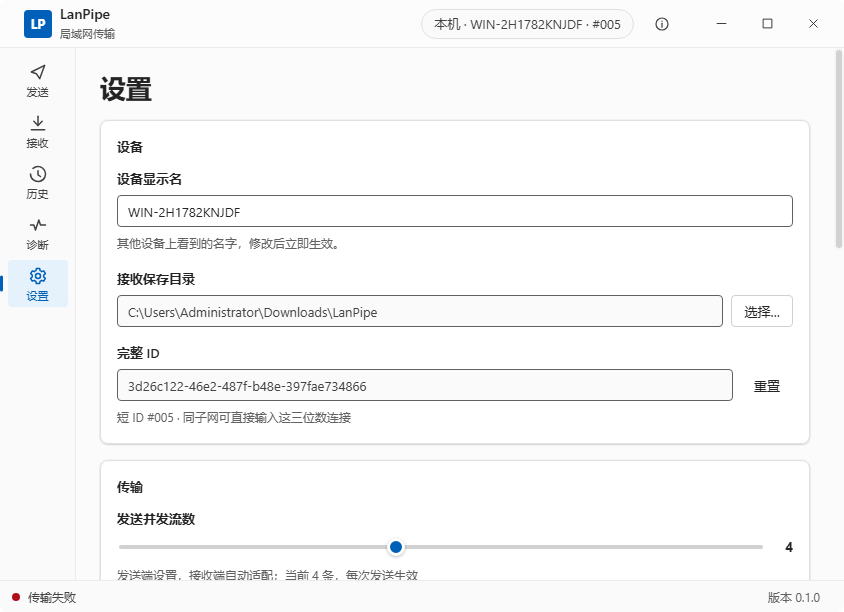 LP
LanPipe
局域网传输
本机 · WIN-2H1782KNJDF · #005
发送
接收
历史
诊断
设置
设置
设备
设备显示名
WIN-2H1782KNJDF
其他设备上看到的名字，修改后立即生效。
接收保存目录
C:\Users\Administrator\Downloads\LanPipe
选择...
完整 ID
3d26c122-46e2-487f-b48e-397fae734866
重置
短 ID #005 · 同子网可直接输入这三位数连接
传输
发送并发流数
4
发送端设置，接收端自动适配；当前 4 条，每次发送生效
传输失败
版本 0.1.0